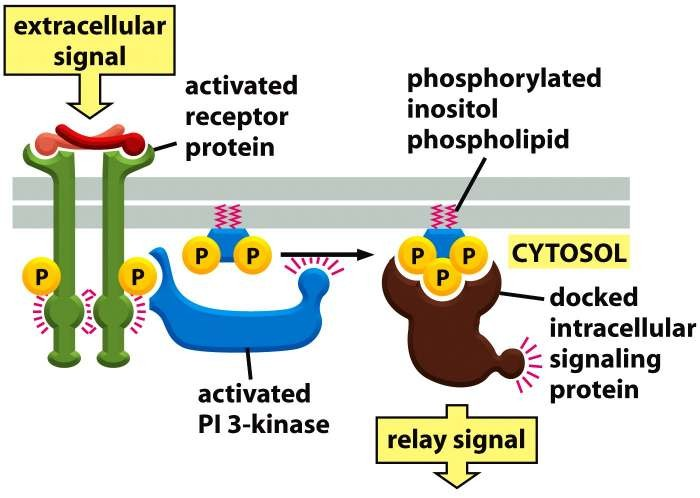 extracellular
signal
activated
receptor
protein
phosphorylated
inositol
phospholipid
P
P
P
P
P
P
P
CYTOSOL
docked
intracellular
signaling
protein
activated
PI 3-kinase
relay signal